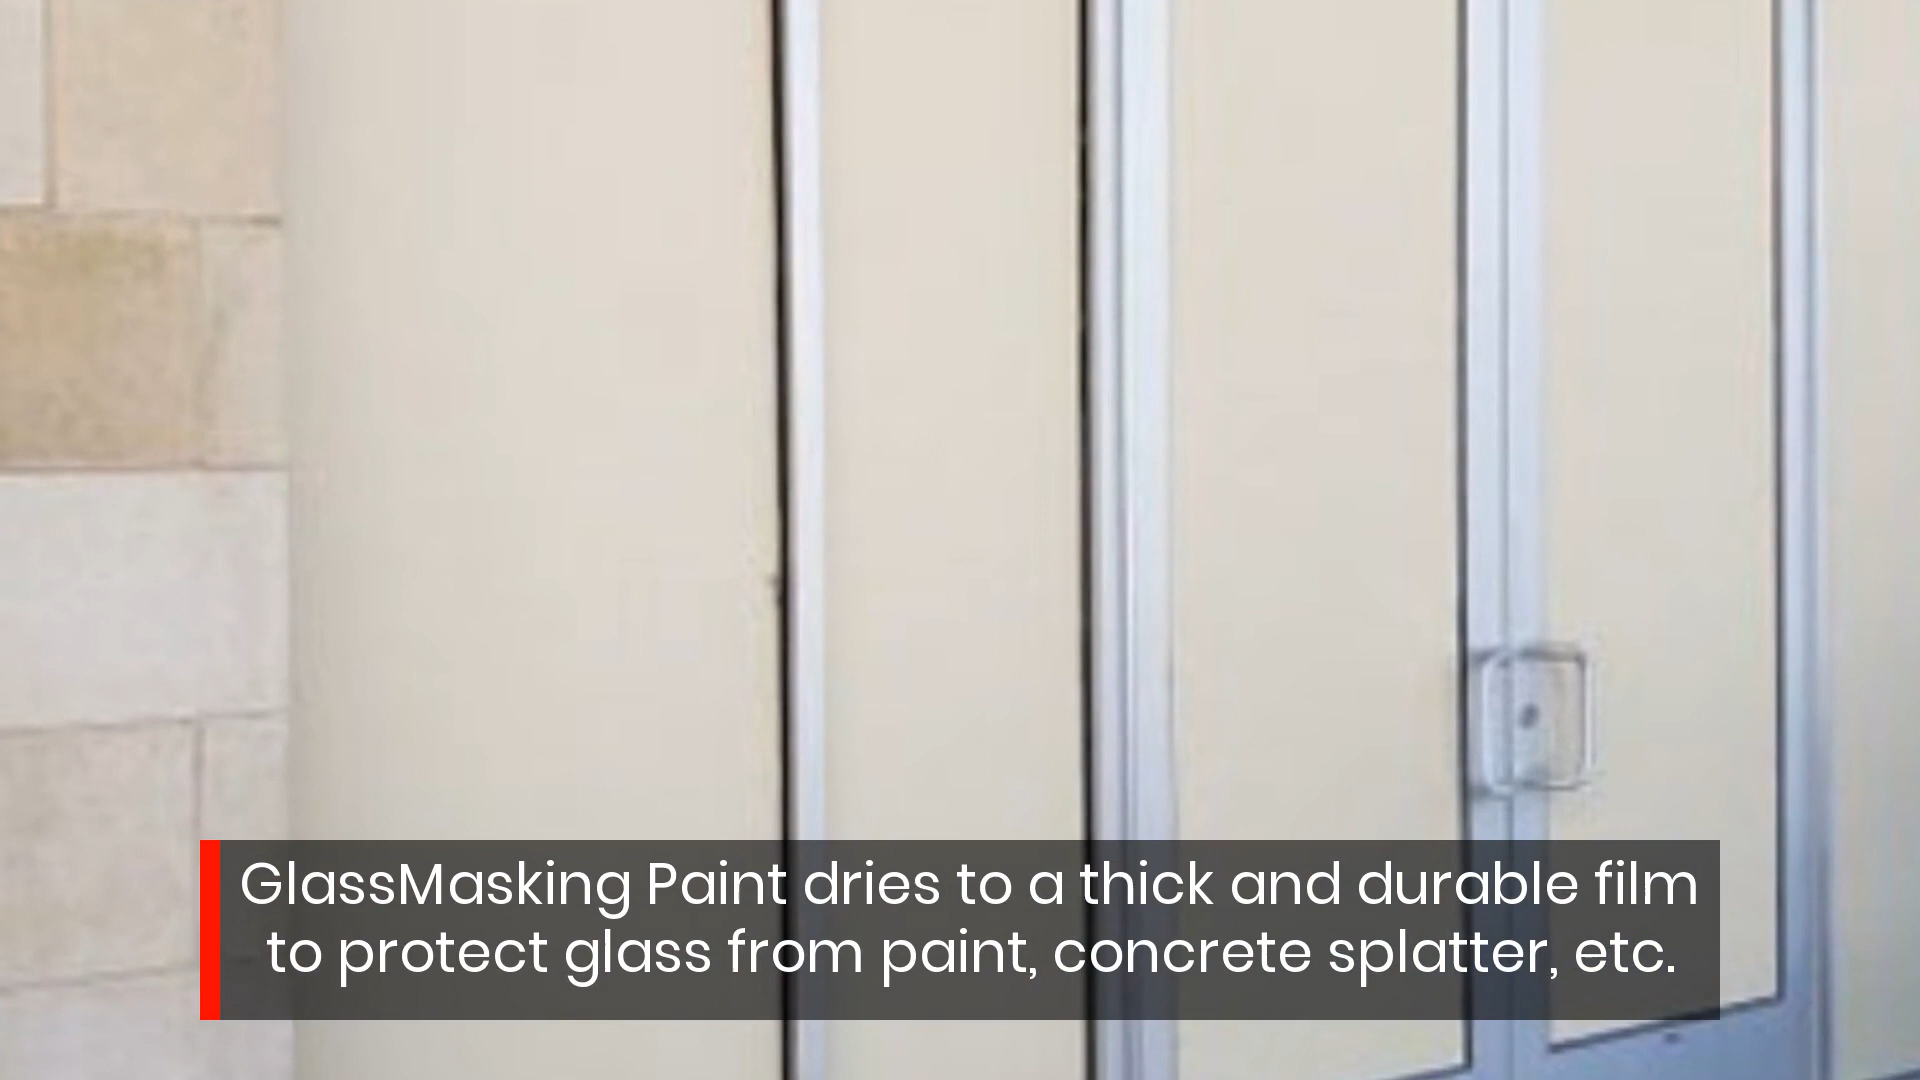 GlassMasking Paint dries to a thick and durable film
to protect glass from paint, concrete splatter, etc.